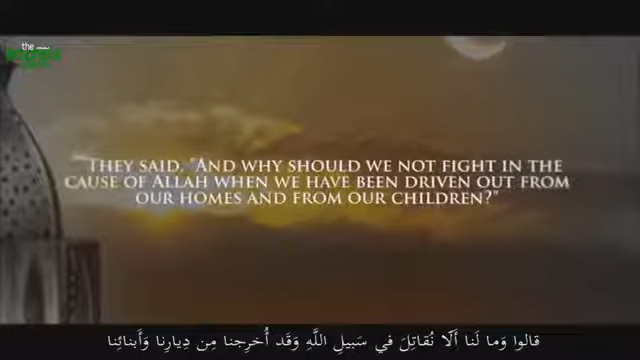 the
THEY SAID, "AND WHY SHOULD WE NOT FIGHT IN THE
CAUSE OF ALLAH WHEN WE HAVE BEEN DRIVEN OUT FROM
OUR HOMES AND FROM OUR CHILDREN?"
قالوا وَما لَنا أَلّا نُقاتِلَ في سَبيلِ اللَّهِ وَقَد أُخرِجنا مِن دِيارِنا وَأَبنائِنا